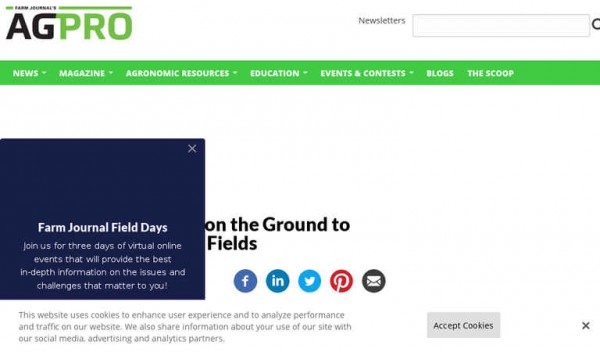 FARM JOURNAL'S
AGPRO
Newsletters
NEWS MAGAZINE AGRONOMIC RESOURCES EDUCATION EVENTS & CONTESTS BLOGS THE SCOOP
on the Ground to
Fields
Farm Journal Field Days
Join us for three days of virtual online
events that will provide the best
in-depth information on the issues and
challenges that matter to you!
This website uses cookies to enhance user experience and to analyze performance
and traffic on our website. We also share information about your use of our site with
our social media, advertising and analytics partners.
Accept Cookies